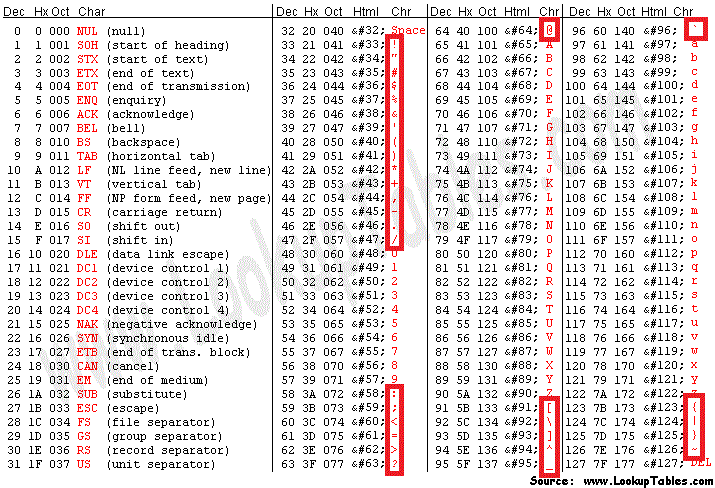 Dec Hx Oct Char Dec Hx Oct Html Chr Dec Hx Oct Html Chr Dec Hx Oct Html Chr
0 0 000 NUL (null) 32 20 040 &#32; Space 64 40 100 &#64; @ 96 60 140 &#96; `
1 1 001 SOH (start of heading) 33 21 041 &#33; ! 65 41 101 &#65; A 97 61 141 &#97; a
2 2 002 STX (start of text) 34 22 042 &#34; " 66 42 102 &#66; B 98 62 142 &#98; b
3 3 003 ETX (end of text) 35 23 043 &#35; # 67 43 103 &#67; C 99 63 143 &#99; c
4 4 004 EOT (end of transmission) 36 24 044 &#36; $ 68 44 104 &#68; D 100 64 144 &#100; d
5 5 005 ENQ (enquiry) 37 25 045 &#37; % 69 45 105 &#69; E 101 65 145 &#101; e
6 6 006 ACK (acknowledge) 38 26 046 &#38; & 70 46 106 &#70; F 102 66 146 &#102; f
7 7 007 BEL (bell) 39 27 047 &#39; ' 71 47 107 &#71; G 103 67 147 &#103; g
8 8 010 BS (backspace) 40 28 050 &#40; ( 72 48 110 &#72; H 104 68 150 &#104; h
9 9 011 TAB (horizontal tab) 41 29 051 &#41; ) 73 49 111 &#73; I 105 69 151 &#105; i
10 A 012 LF (NL line feed, new line) 42 2A 052 &#42; * 74 4A 112 &#74; J 106 6A 152 &#106; j
11 B 013 VT (vertical tab) 43 2B 053 &#43; + 75 4B 113 &#75; K 107 6B 153 &#107; k
12 C 014 FF (NP form feed, new page) 44 2C 054 &#44; , 76 4C 114 &#76; L 108 6C 154 &#108; l
13 D 015 CR (carriage return) 45 2D 055 &#45; - 77 4D 115 &#77; M 109 6D 155 &#109; m
14 E 016 SO (shift out) 46 2E 056 &#46; . 78 4E 116 &#78; N 110 6E 156 &#110; n
15 F 017 SI (shift in) 47 2F 057 &#47; / 79 4F 117 &#79; O 111 6F 157 &#111; o
16 10 020 DLE (data link escape) 48 30 060 &#48; 0 80 50 120 &#80; P 112 70 160 &#112; p
17 11 021 DC1 (device control 1) 49 31 061 &#49; 1 81 51 121 &#81; Q 113 71 161 &#113; q
18 12 022 DC2 (device control 2) 50 32 062 &#50; 2 82 52 122 &#82; R 114 72 162 &#114; r
19 13 023 DC3 (device control 3) 51 33 063 &#51; 3 83 53 123 &#83; S 115 73 163 &#115; s
20 14 024 DC4 (device control 4) 52 34 064 &#52; 4 84 54 124 &#84; T 116 74 164 &#116; t
21 15 025 NAK (negative acknowledge) 53 35 065 &#53; 5 85 55 125 &#85; U 117 75 165 &#117; u
22 16 026 SYN (synchronous idle) 54 36 066 &#54; 6 86 56 126 &#86; V 118 76 166 &#118; v
23 17 027 ETB (end of trans. block) 55 37 067 &#55; 7 87 57 127 &#87; W 119 77 167 &#119; w
24 18 030 CAN (cancel) 56 38 070 &#56; 8 88 58 130 &#88; X 120 78 170 &#120; x
25 19 031 EM (end of medium) 57 39 071 &#57; 9 89 59 131 &#89; Y 121 79 171 &#121; y
26 1A 032 SUB (substitute) 58 3A 072 &#58; : 90 5A 132 &#90; Z 122 7A 172 &#122; z
27 1B 033 ESC (escape) 59 3B 073 &#59; ; 91 5B 133 &#91; [ 123 7B 173 &#123; {
28 1C 034 FS (file separator) 60 3C 074 &#60; < 92 5C 134 &#92; \ 124 7C 174 &#124; |
29 1D 035 GS (group separator) 61 3D 075 &#61; = 93 5D 135 &#93; ] 125 7D 175 &#125; }
30 1E 036 RS (record separator) 62 3E 076 &#62; > 94 5E 136 &#94; ^ 126 7E 176 &#126; ~
31 1F 037 US (unit separator) 63 3F 077 &#63; ? 95 5F 137 &#95; _ 127 7F 177 &#127; DEL
Source: www.LookupTables.com
www.LookupTables.com